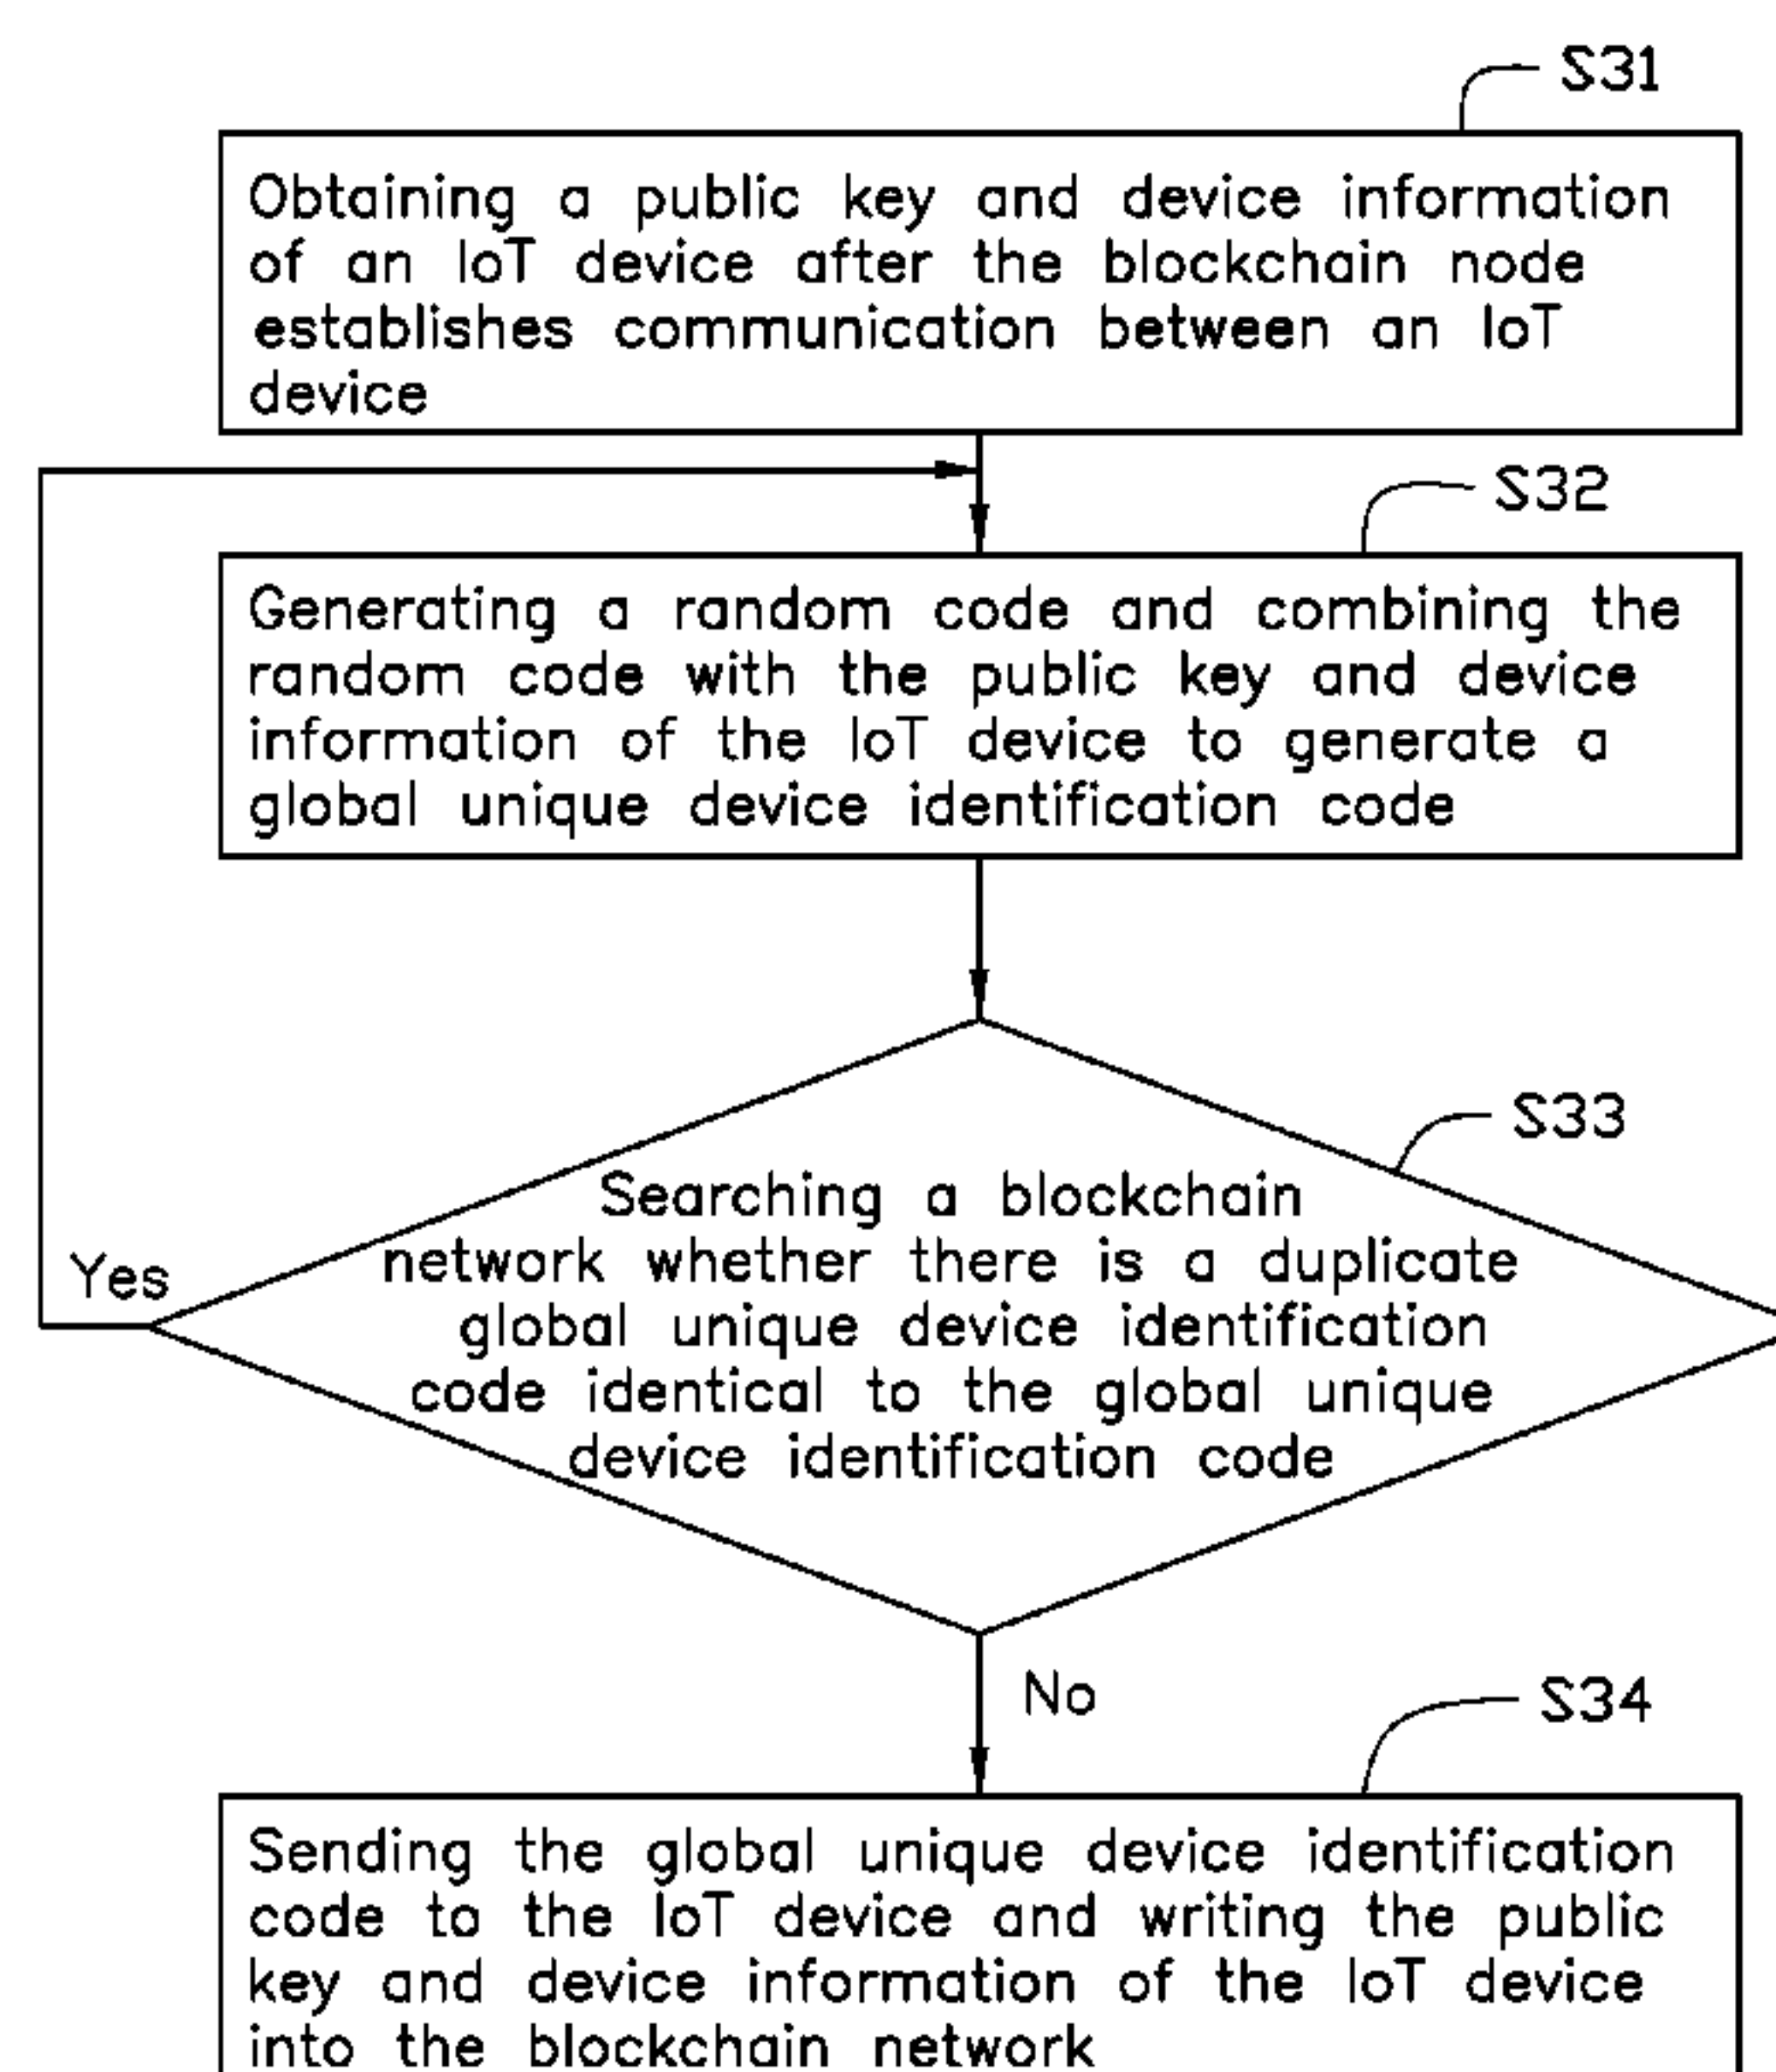 S31
Obtaining a public key and device information
of an IoT device after the blockchain node
establishes communication between an IoT
device
S32
Generating a random code and combining the
random code with the public key and device
information of the IoT device to generate a
global unique device identification code
S33
Searching a blockchain
network whether there is a duplicate
global unique device identification
code identical to the global unique
device identification code
Yes
No
S34
Sending the global unique device identification
code to the IoT device and writing the public
key and device information of the IoT device
into the blockchain network